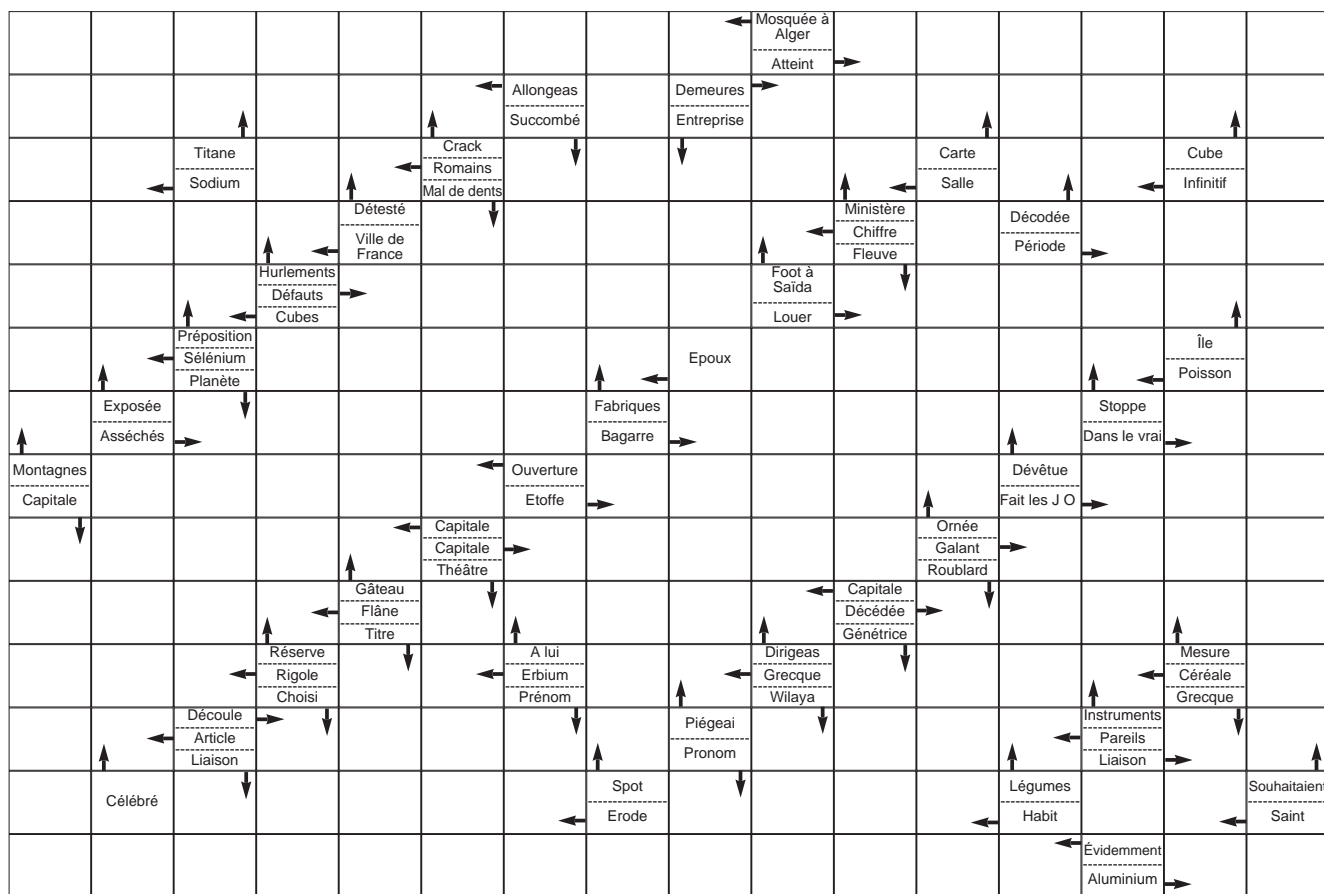 Mosquée à
Alger
Atteint
Allongeas
Succombé
Demeures
Entreprise
Titane
Sodium
Crack
Romains
Mal de dents
Carte
Salle
Cube
Infinitif
Détesté
Ville de
France
Ministère
Chiffre
Fleuve
Décodée
Période
Hurlements
Défauts
Cubes
Foot à
Saïda
Louer
Préposition
Sélénium
Planète
Epoux
Île
Poisson
Exposée
Asséchés
Fabriques
Bagarre
Stoppe
Dans le vrai
Montagnes
Capitale
Ouverture
Etoffe
Dévêtue
Fait les J O
Capitale
Capitale
Théâtre
Ornée
Galant
Roublard
Gâteau
Flâne
Titre
Capitale
Décédée
Génétrice
Réserve
Rigole
Choisi
A lui
Erbium
Prénom
Dirigeas
Grecque
Wilaya
Mesure
Céréale
Grecque
Découle
Article
Liaison
Piégeai
Pronom
Instruments
Pareils
Liaison
Célébré
Spot
Erode
Légumes
Habit
Souhaitaient
Saint
Évidemment
Aluminium